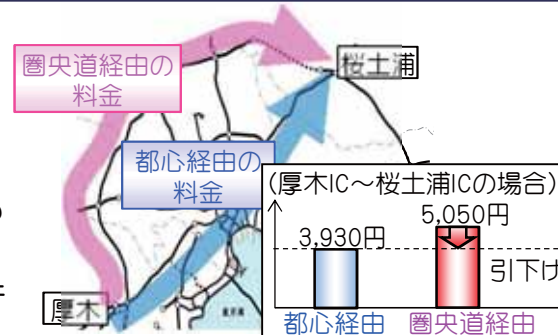 圏央道経由の
料金
桜土浦
都心経由の
料金
厚木
(厚木IC～桜土浦ICの場合)
3,930円
5,050円
引下げ
都心経由
圏央道経由